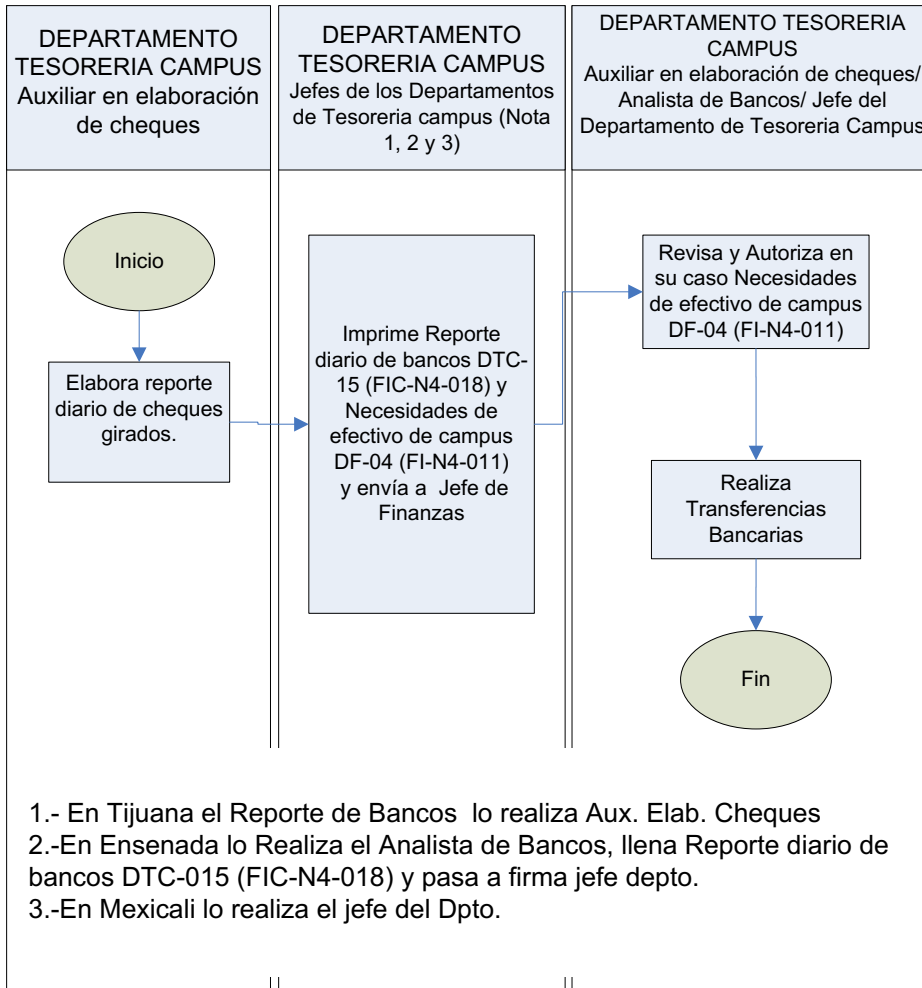 DEPARTAMENTO
TESORERIA CAMPUS
Auxiliar en elaboración
de cheques
DEPARTAMENTO
TESORERIA CAMPUS
Jefes de los Departamentos
de Tesoreria campus (Nota
1, 2 y 3)
DEPARTAMENTO TESORERIA
CAMPUS
Auxiliar en elaboración de cheques/
Analista de Bancos/ Jefe del
Departamento de Tesoreria Campus
Inicio
Elabora reporte
diario de cheques
girados.
Imprime Reporte
diario de bancos DTC-
15 (FIC-N4-018) y
Necesidades de
efectivo de campus
DF-04 (FI-N4-011)
y envía a Jefe de
Finanzas
Revisa y Autoriza en
su caso Necesidades
de efectivo de campus
DF-04 (FI-N4-011)
Realiza
Transferencias
Bancarias
Fin
1.- En Tijuana el Reporte de Bancos lo realiza Aux. Elab. Cheques
2.-En Ensenada lo Realiza el Analista de Bancos, llena Reporte diario de
bancos DTC-015 (FIC-N4-018) y pasa a firma jefe depto.
3.-En Mexicali lo realiza el jefe del Dpto.